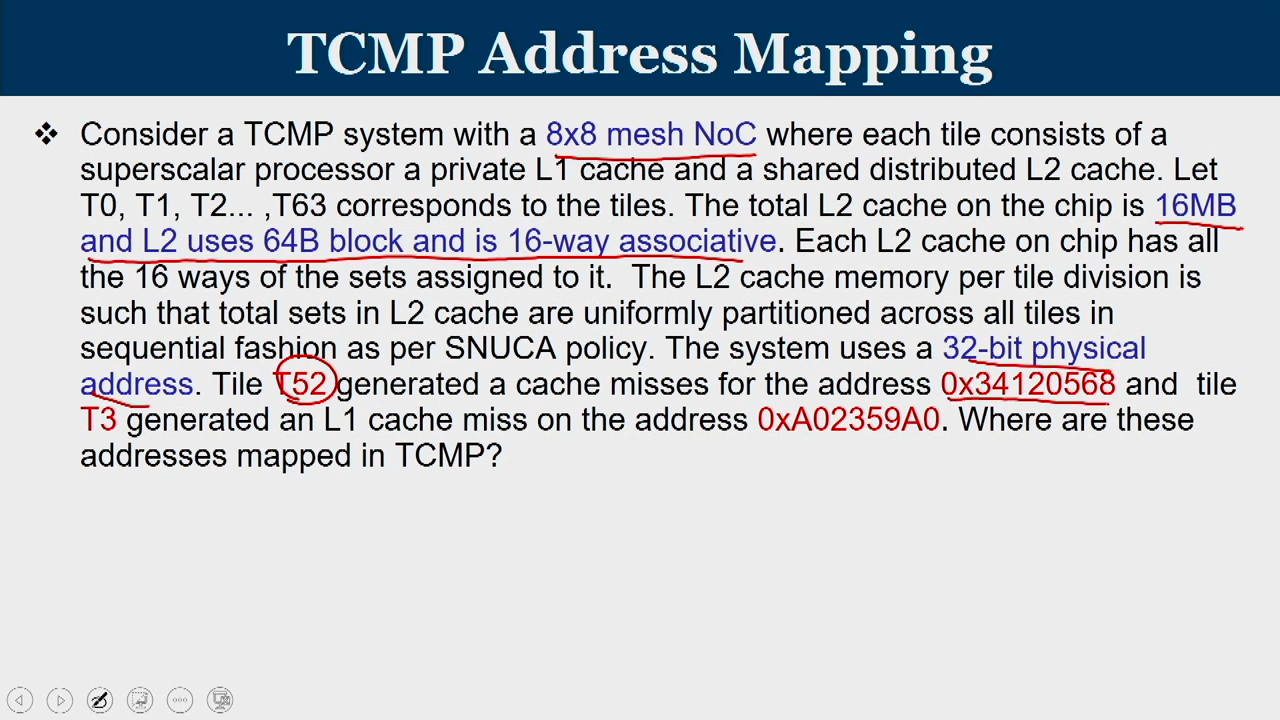 TCMP Address Mapping
❖ Consider a TCMP system with a 8x8 mesh NoC where each tile consists of a
superscalar processor a private L1 cache and a shared distributed L2 cache. Let
T0, T1, T2... ,T63 corresponds to the tiles. The total L2 cache on the chip is 16MB
and L2 uses 64B block and is 16-way associative. Each L2 cache on chip has all
the 16 ways of the sets assigned to it. The L2 cache memory per tile division is
such that total sets in L2 cache are uniformly partitioned across all tiles in
sequential fashion as per SNUCA policy. The system uses a 32-bit physical
address. Tile T52 generated a cache misses for the address 0x34120568 and tile
T3 generated an L1 cache miss on the address 0xA02359A0. Where are these
addresses mapped in TCMP?